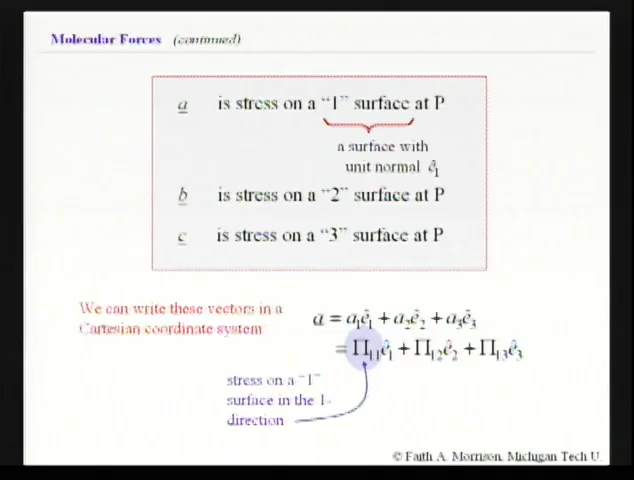 Molecular Forces (continued)
a is stress on a “1” surface at P
a surface with
unit normal ê₁
b is stress on a “2” surface at P
c is stress on a “3” surface at P
We can write these vectors in a
Cartesian coordinate system:
a = a₁ê₁ + a₂ê₂ + a₃ê₃
= Π₁₁ê₁ + Π₁₂ê₂ + Π₁₃ê₃
stress on a “1”
surface in the 1-
direction
© Faith A. Morrison, Michigan Tech U.